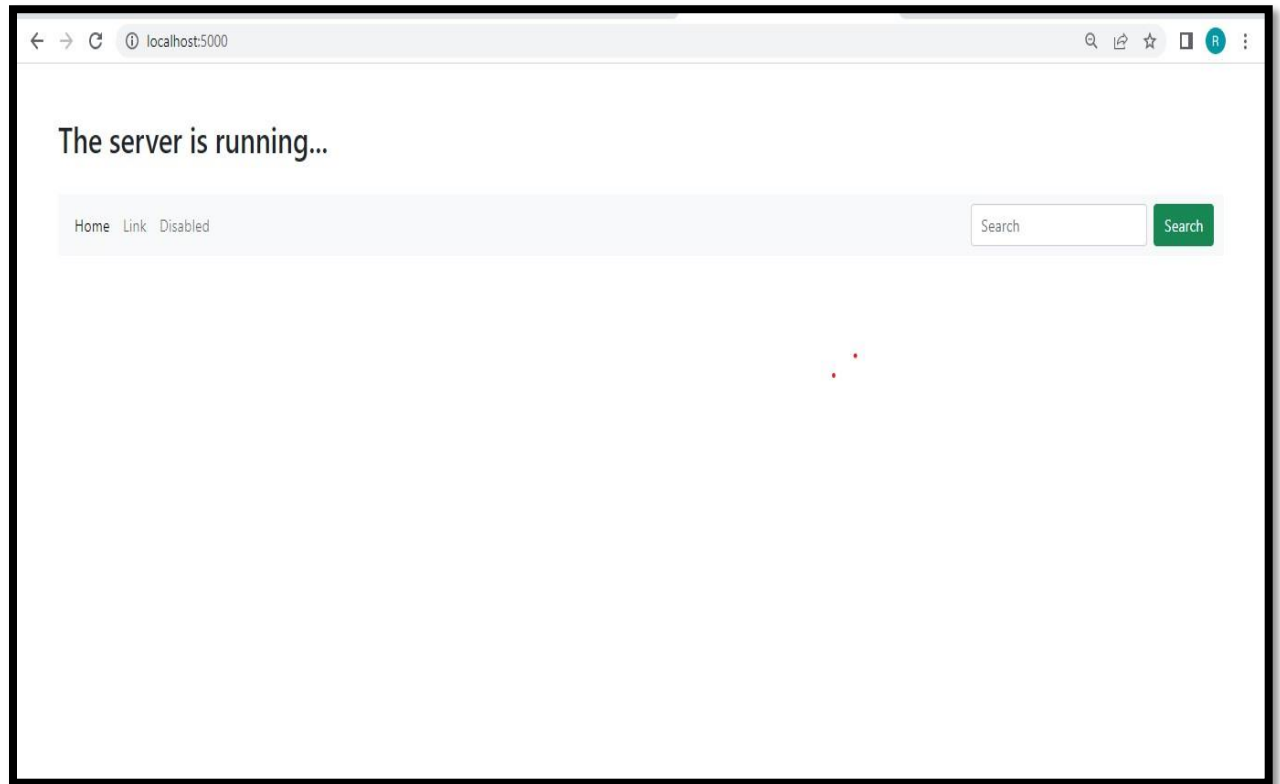 localhost:5000
R
The server is running...
Home Link Disabled Search Search